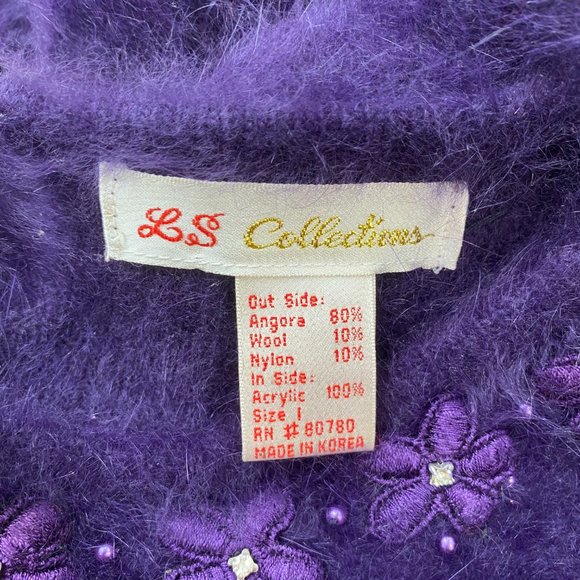 LS Collections
Out Side:
Angora 80%
Wool 10%
Nylon 10%
In Side:
Acrylic 100%
Size 1
RN # 80780
MADE IN KOREA